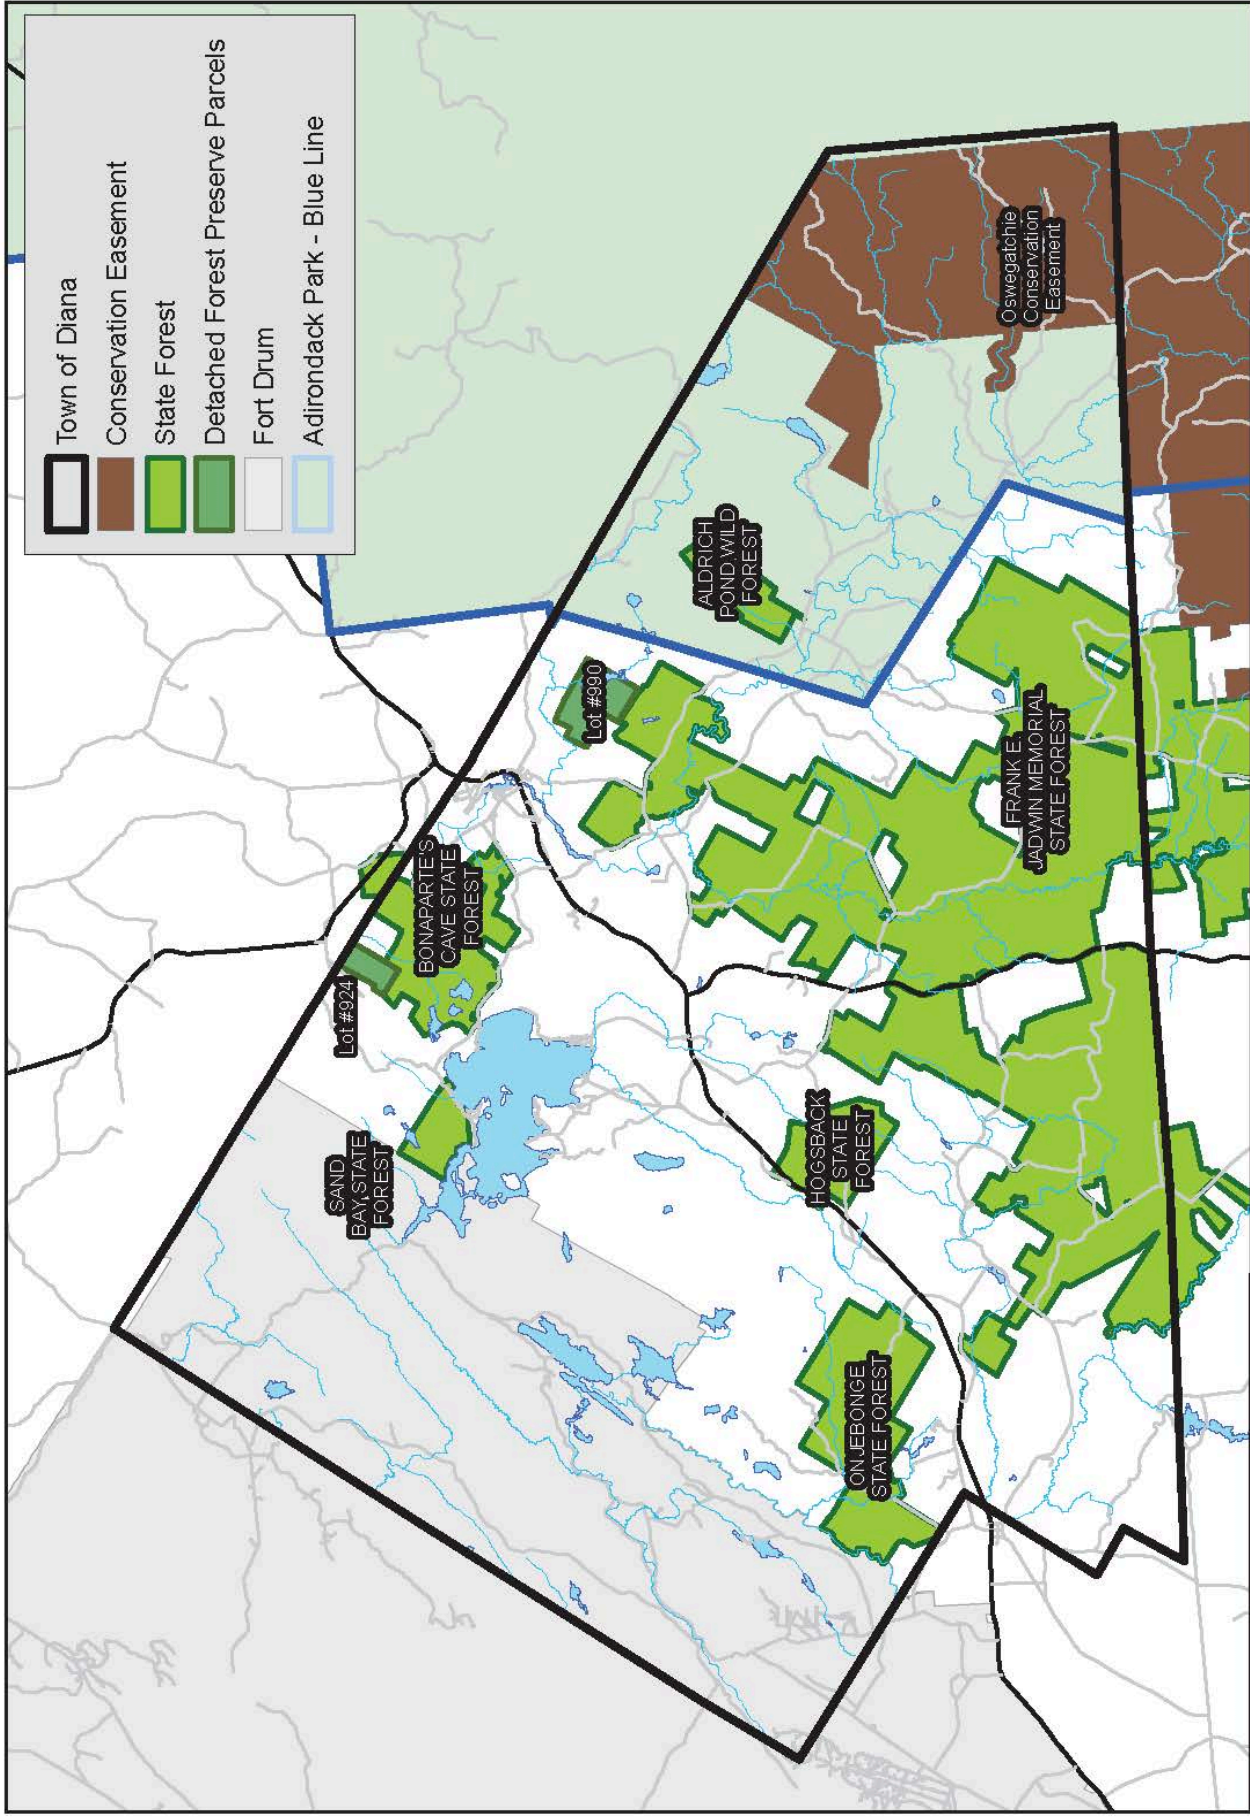 Town of Diana
Conservation Easement
State Forest
Detached Forest Preserve Parcels
Fort Drum
Adirondack Park - Blue Line
Lot #924
BONAPARTE'S
CAVE STATE
FOREST
SAND
BAY STATE
FOREST
Lot #990
ALDRICH
POND WILD
FOREST
Oswegatchie
Conservation
Easement
HOGSBACK
STATE
FOREST
ONJEBONGE
STATE FOREST
FRANK E.
JADWIN MEMORIAL
STATE FOREST